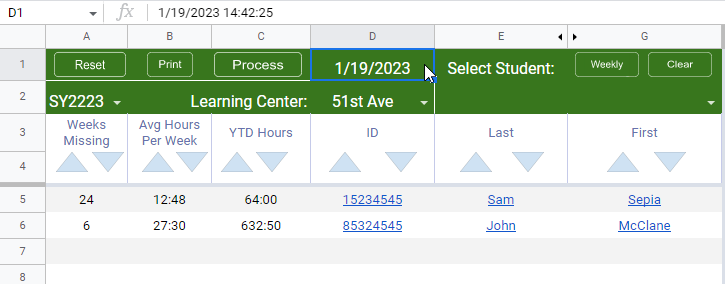 D1 fx 1/19/2023 14:42:25
A B C D E F G
1 Reset Print Process 1/19/2023 Select Student: Weekly Clear
2 SY2223 Learning Center: 51st Ave
3 Weeks Missing Avg Hours Per Week YTD Hours ID Last First
4
5 24 12:48 64:00 15234545 Sam Sepia
6 6 27:30 632:50 85324545 John McClane
7
8